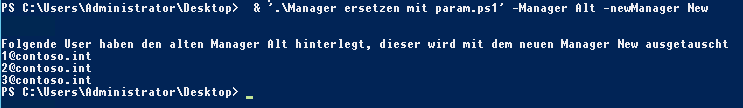 PS C:\Users\Administrator\Desktop>  & '.\Manager ersetzen mit param.ps1' -Manager Alt -newManager New
Folgende User haben den alten Manager Alt hinterlegt, dieser wird mit dem neuen Manager New ausgetauscht
1@contoso.int
2@contoso.int
3@contoso.int
PS C:\Users\Administrator\Desktop> _